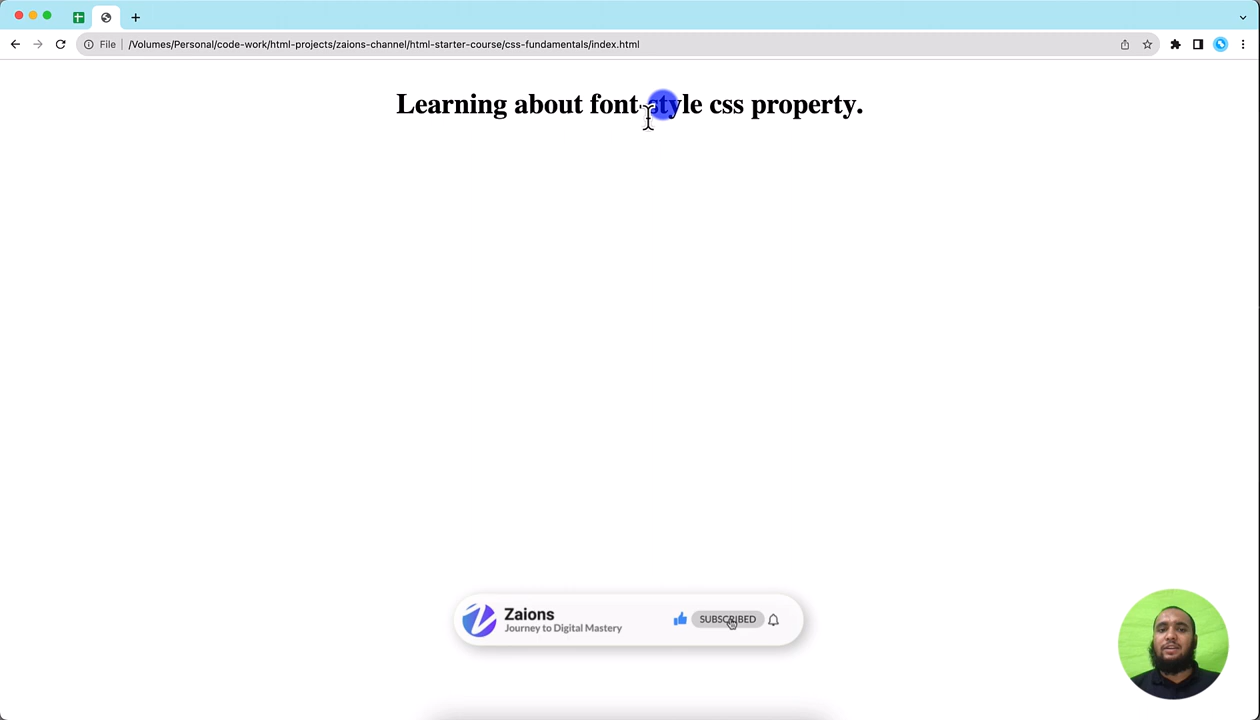 File
/Volumes/Personal/code-work/html-projects/zaions-channel/html-starter-course/css-fundamentals/index.html
Learning about font style css property.
Zaions
Journey to Digital Mastery
SUBSCRIBED